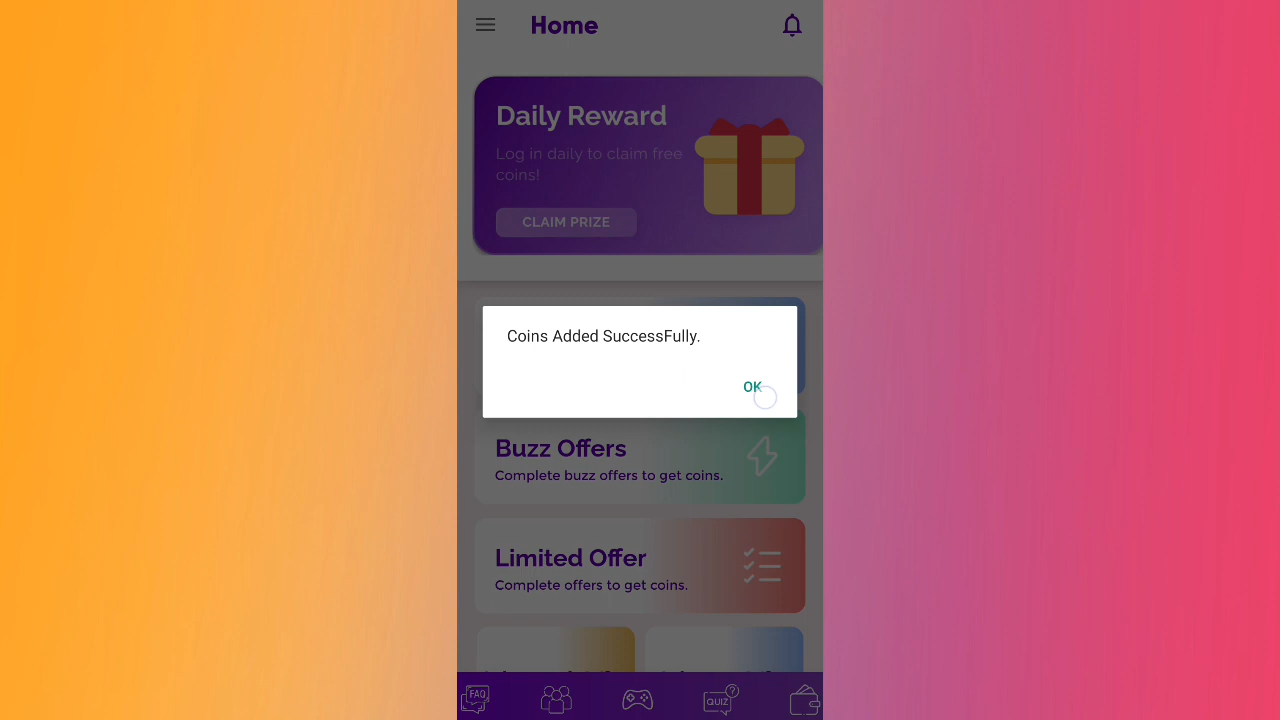 Home
Daily Reward
Log in daily to claim free
coins!
CLAIM PRIZE
Coins Added SuccessFully.
OK
Buzz Offers
Complete buzz offers to get coins.
Limited Offer
Complete offers to get coins.
FAQ
QUIZ
?